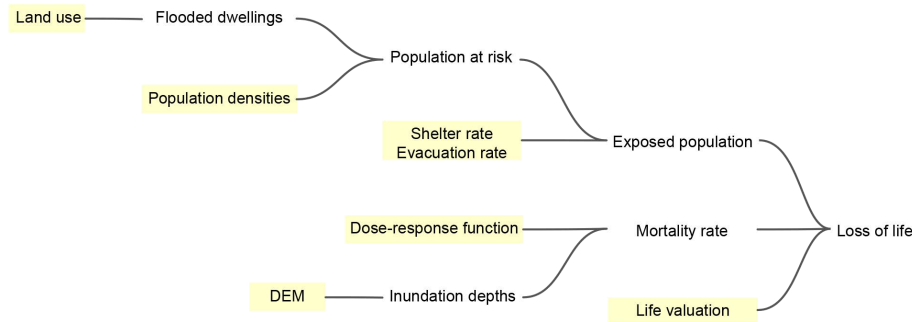 Land use
Flooded dwellings
Population at risk
Population densities
Shelter rate
Evacuation rate
Exposed population
Dose-response function
Mortality rate
Loss of life
DEM
Inundation depths
Life valuation